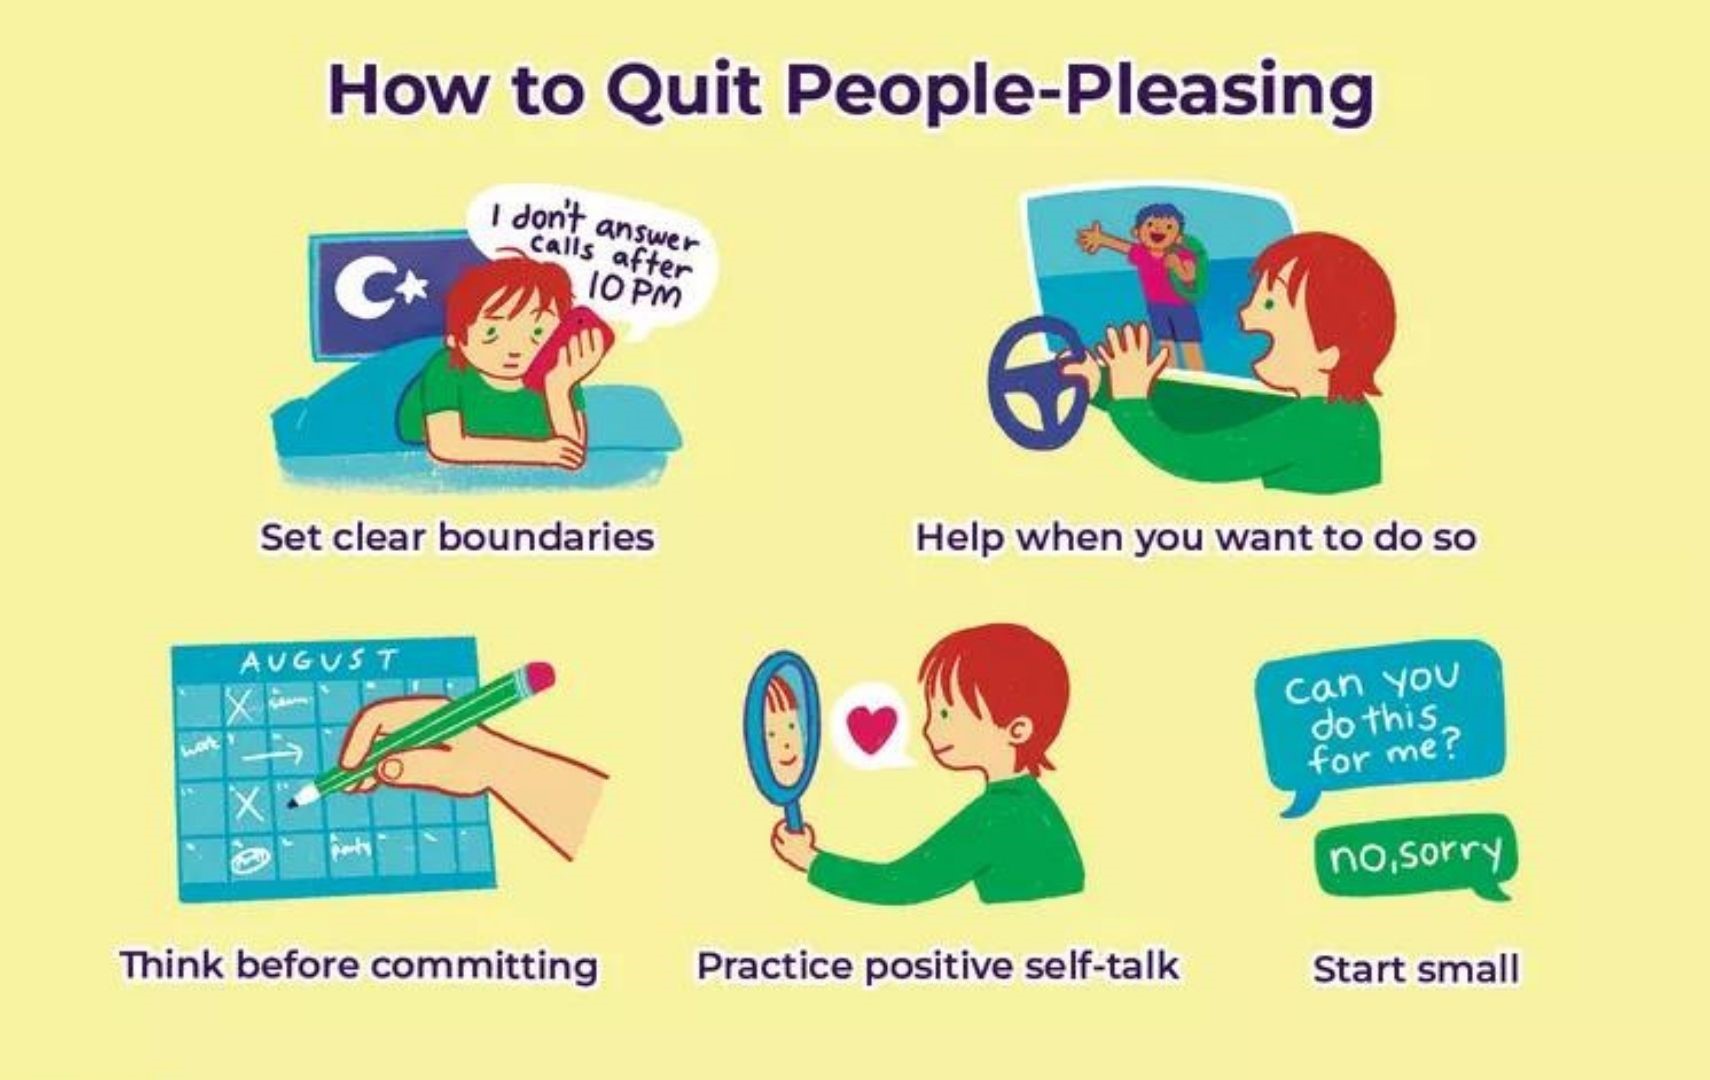 How to Quit People-Pleasing
I don't answer
calls after
10 PM
Set clear boundaries
Help when you want to do so
AUGUST
work
party
Think before committing
Practice positive self-talk
Can you
do this
for me?
no, sorry
Start small